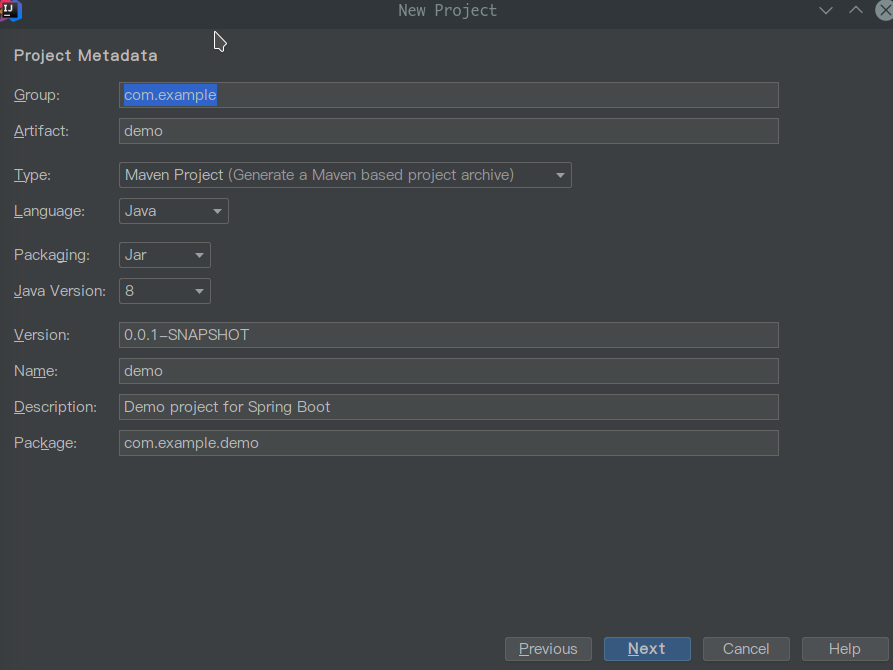 New Project
Project Metadata
Group: com.example
Artifact: demo
Type: Maven Project (Generate a Maven based project archive)
Language: Java
Packaging: Jar
Java Version: 8
Version: 0.0.1-SNAPSHOT
Name: demo
Description: Demo project for Spring Boot
Package: com.example.demo
Previous Next Cancel Help